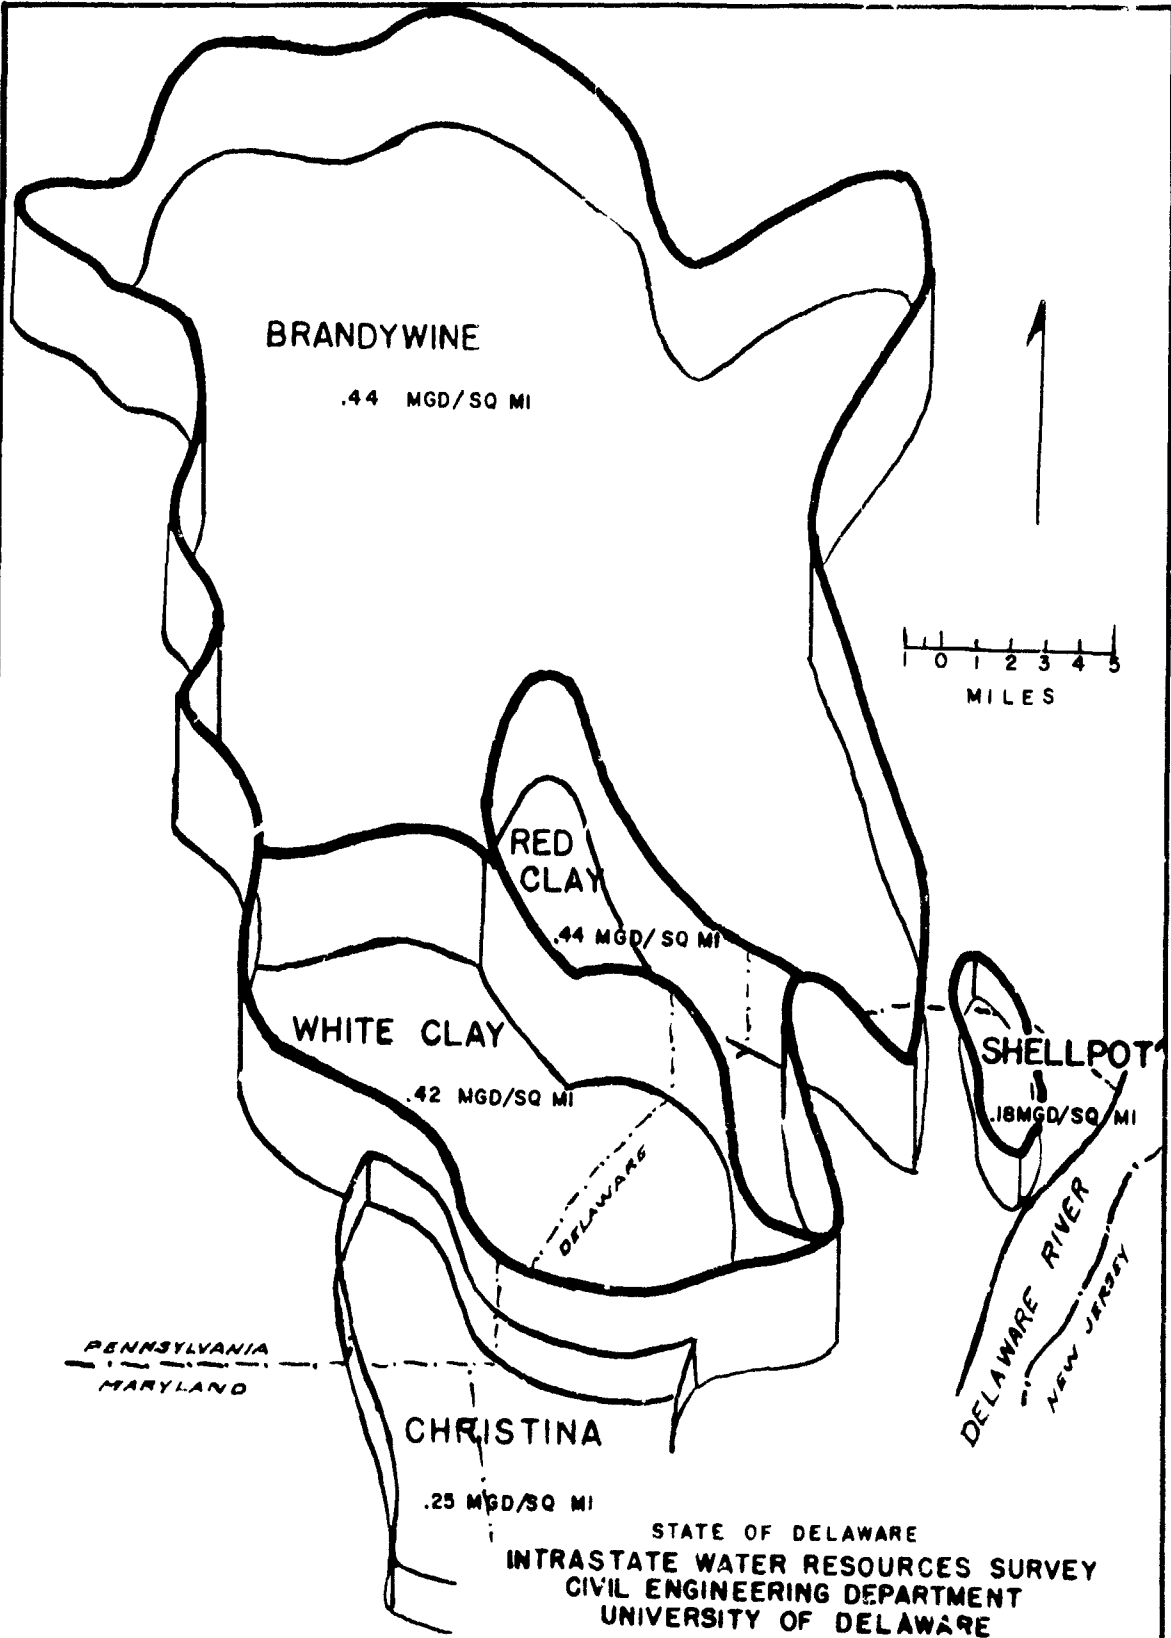 BRANDYWINE
.44 MGD/SQ MI
1 0 1 2 3 4 5
MILES
RED
CLAY
.44 MGD/SQ MI
WHITE CLAY
.42 MGD/SQ MI
SHELLPOT
.18MGD/SQ MI
DELAWARE
DELAWARE RIVER
NEW JERSEY
PENNSYLVANIA
MARYLAND
CHRISTINA
.25 MGD/SQ MI
STATE OF DELAWARE
INTRASTATE WATER RESOURCES SURVEY
CIVIL ENGINEERING DEPARTMENT
UNIVERSITY OF DELAWARE